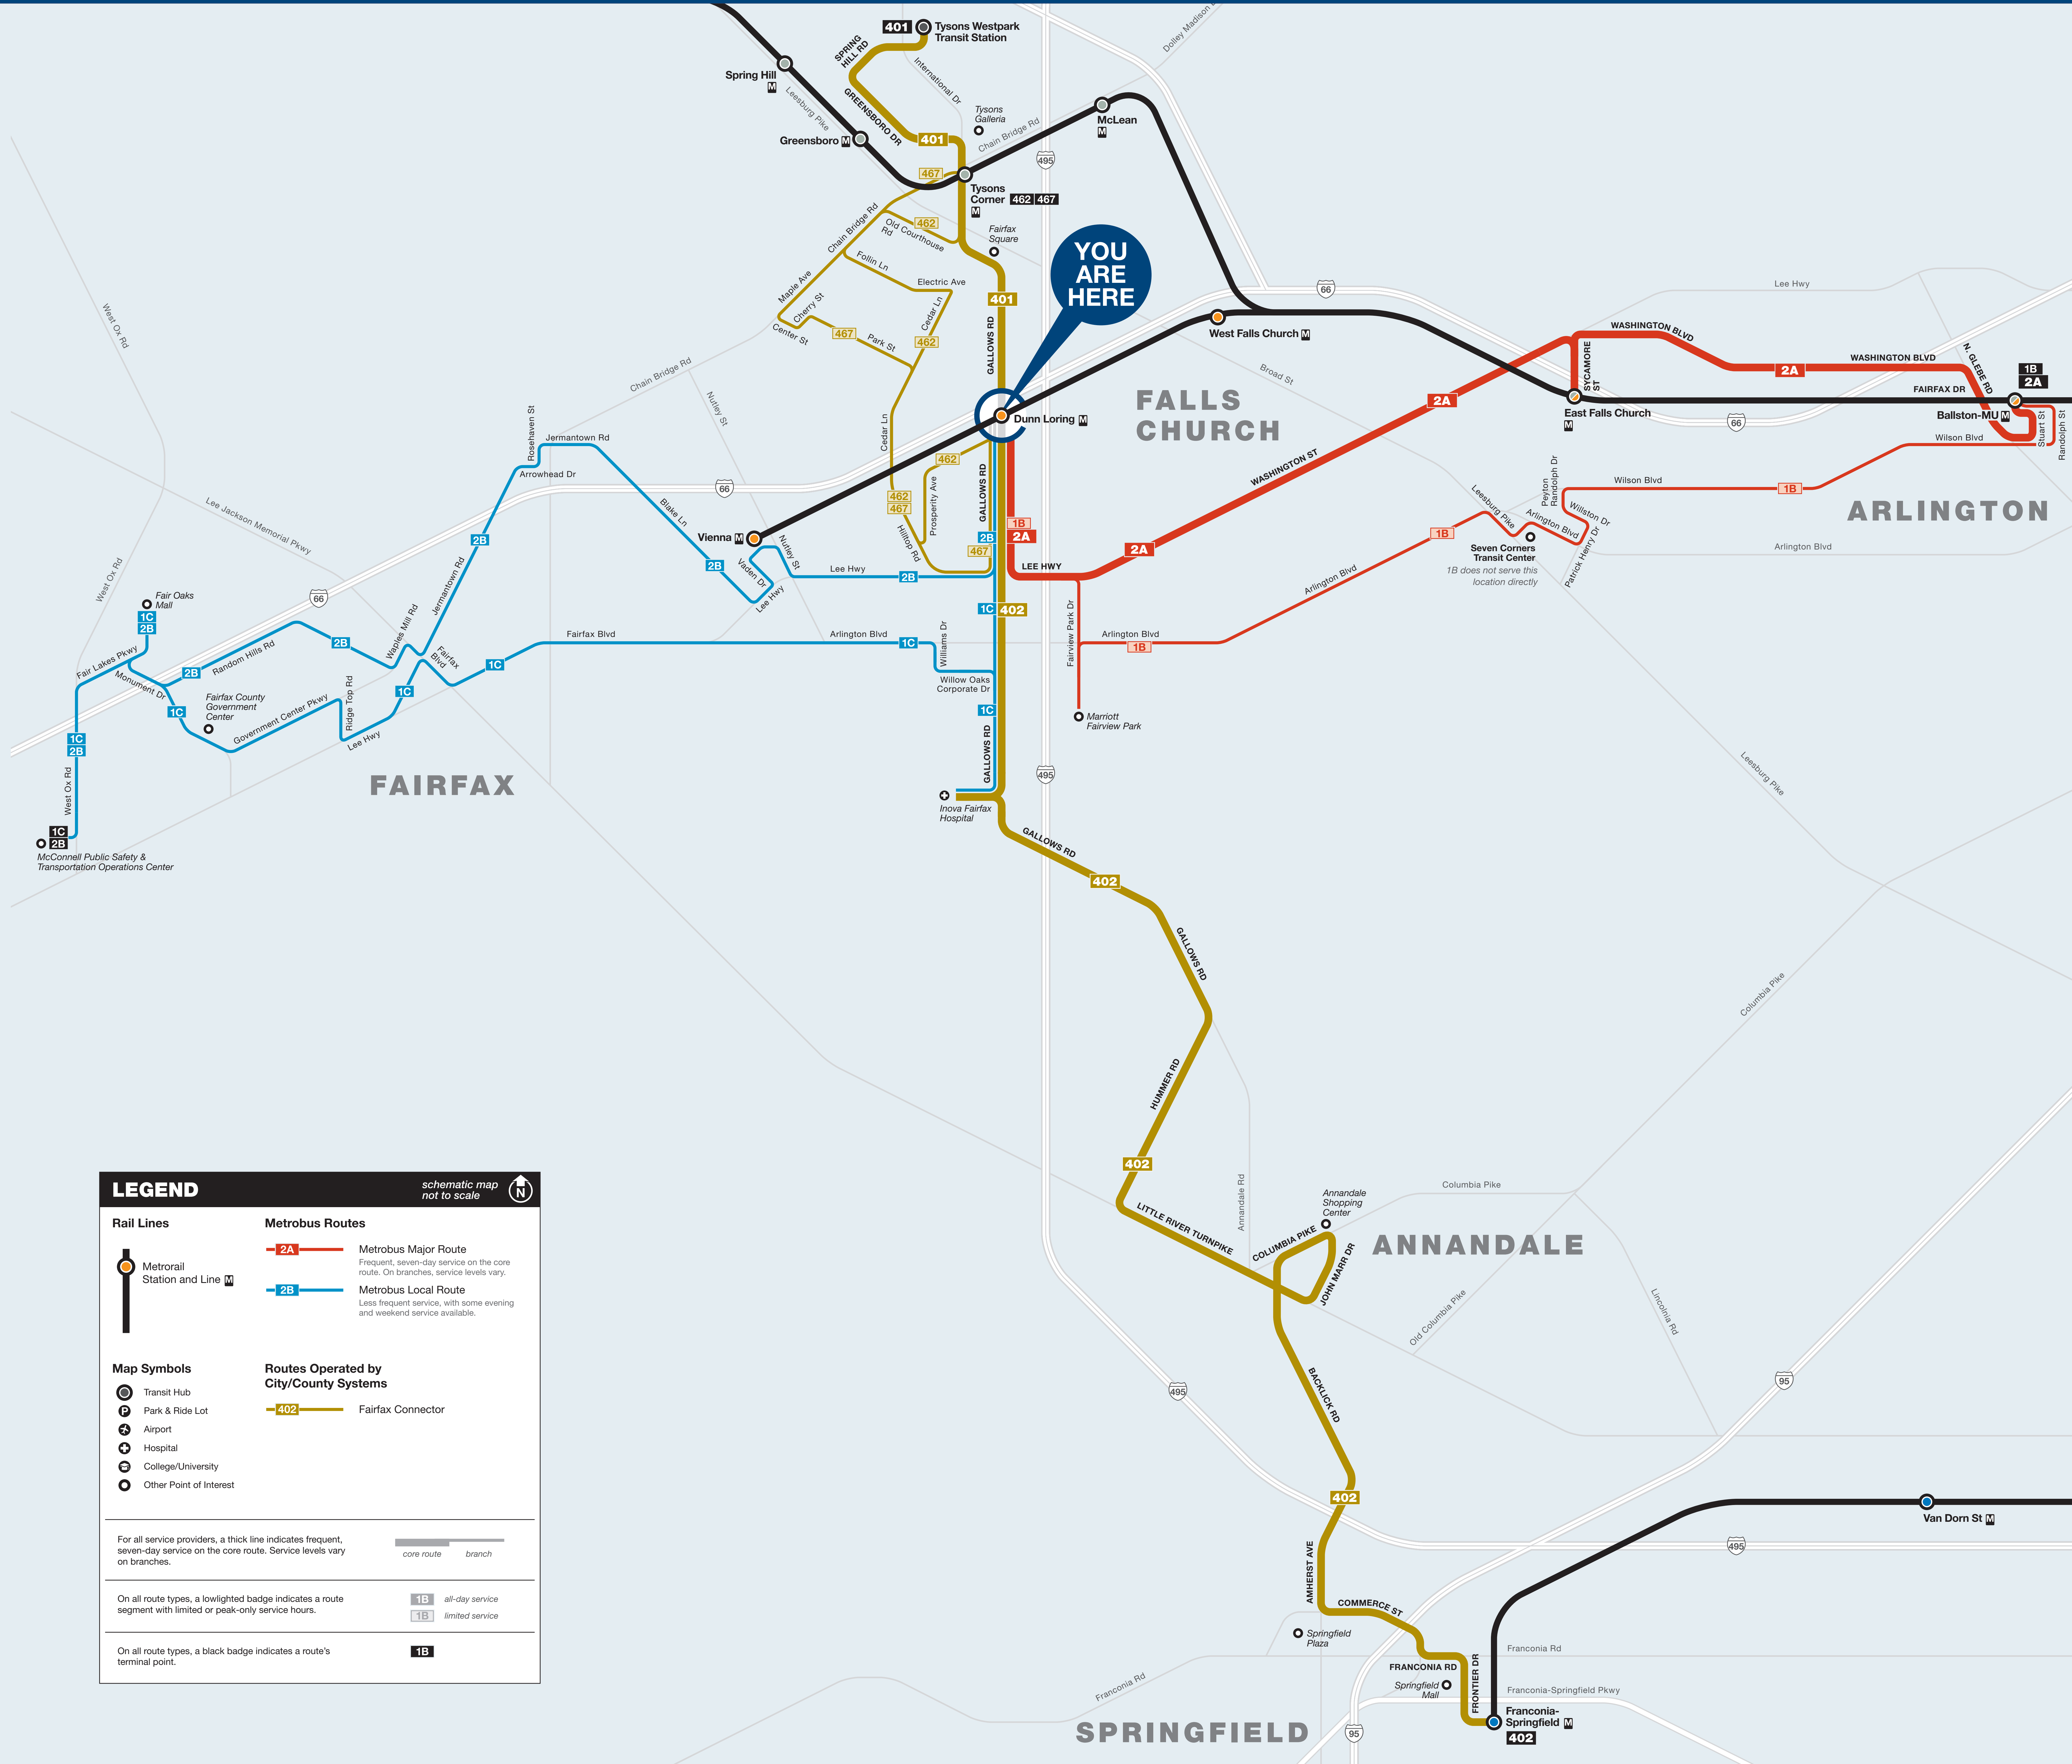 401
Tysons Westpark
Transit Station
SPRING
HILL RD
International Dr
Dolley Madison
Spring Hill
M
Leesburg Pike
GREENSBORO DR
Tysons
Galleria
Greensboro M
401
Chain Bridge Rd
McLean
M
495
467
Tysons
Corner 462 467
M
Chain Bridge Rd
462
Old Courthouse
Rd
Fairfax
Square
YOU
ARE
HERE
Follin Ln
Electric Ave
401
Maple Ave
Cherry St
Center St
467
Park St
Cedar Ln
462
GALLOWS RD
66
Lee Hwy
West Falls Church M
WASHINGTON BLVD
SYCAMORE
ST
WASHINGTON BLVD
2A
N. GLEBE RD
1B
2A
FAIRFAX DR
Broad St
FALLS
CHURCH
2A
East Falls Church
M
Ballston-MU M
66
Stuart St
Randolph St
Wilson Blvd
Dunn Loring M
West Ox Rd
Chain Bridge Rd
Nutley St
Rosehaven St
Jermantown Rd
Arrowhead Dr
Cedar Ln
462
66
462
467
Prosperity Ave
GALLOWS RD
Hilltop Rd
1B
2A
2B
467
WASHINGTON ST
2A
Peyton
Randolph Dr
Wilson Blvd
1B
ARLINGTON
Leesburg Pike
Willston Dr
Arlington Blvd
Patrick Henry Dr
1B
Seven Corners
Transit Center
1B does not serve this
location directly
Arlington Blvd
Lee Jackson Memorial Pkwy
2B
Blake Ln
Vienna M
Nutley St
Vaden Dr
2B
Lee Hwy
Lee Hwy
2B
LEE HWY
Arlington Blvd
West Ox Rd
66
Jermantown Rd
Fair Oaks
Mall
1C
2B
1C
402
Fairview Park Dr
Waples Mill Rd
Fairfax Blvd
Arlington Blvd
1C
Williams Dr
Arlington Blvd
1B
Fair Lakes Pkwy
2B
Random Hills Rd
2B
Fairfax
Blvd
1C
Monument Dr
Willow Oaks
Corporate Dr
1C
Fairfax County
Government
Center
Government Center Pkwy
Ridge Top Rd
1C
Lee Hwy
1C
GALLOWS RD
Marriott
Fairview Park
1C
2B
West Ox Rd
FAIRFAX
495
Leesburg Pike
Inova Fairfax
Hospital
1C
2B
McConnell Public Safety &
Transportation Operations Center
GALLOWS RD
402
GALLOWS RD
Columbia Pike
HUMMER RD
402
Annandale Rd
LITTLE RIVER TURNPIKE
COLUMBIA PIKE
Annandale
Shopping
Center
Columbia Pike
ANNANDALE
JOHN MARR DR
Old Columbia Pike
Lincolnia Rd
495
95
BACKLICK RD
402
Van Dorn St M
495
AMHERST AVE
COMMERCE ST
Springfield
Plaza
Franconia Rd
FRANCONIA RD
FRONTIER DR
Springfield
Mall
Franconia Rd
Franconia-Springfield Pkwy
Franconia-
Springfield M
402
SPRINGFIELD
95
LEGEND
schematic map
not to scale
N
Rail Lines
Metrorail
Station and Line M
Metrobus Routes
2A
Metrobus Major Route
Frequent, seven-day service on the core
route. On branches, service levels vary.
2B
Metrobus Local Route
Less frequent service, with some evening
and weekend service available.
Map Symbols
Transit Hub
P Park & Ride Lot
Airport
Hospital
College/University
Other Point of Interest
Routes Operated by
City/County Systems
402
Fairfax Connector
For all service providers, a thick line indicates frequent,
seven-day service on the core route. Service levels vary
on branches.
core route
branch
On all route types, a lowlighted badge indicates a route
segment with limited or peak-only service hours.
1B all-day service
1B limited service
On all route types, a black badge indicates a route's
terminal point.
1B